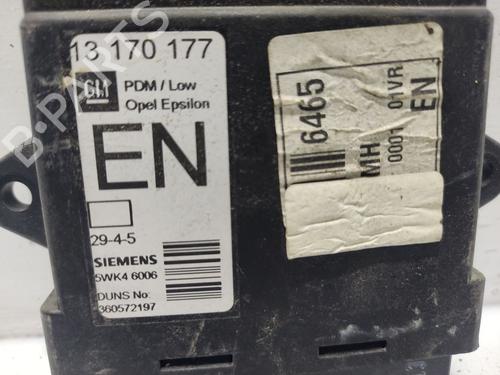 13 170 177
GM
PDM / Low
Opel Epsilon
EN
29-4-5
SIEMENS
5WK4 6006
DUNS No:
360572197
6465
MH
0001 01VR
EN
B-PARTS